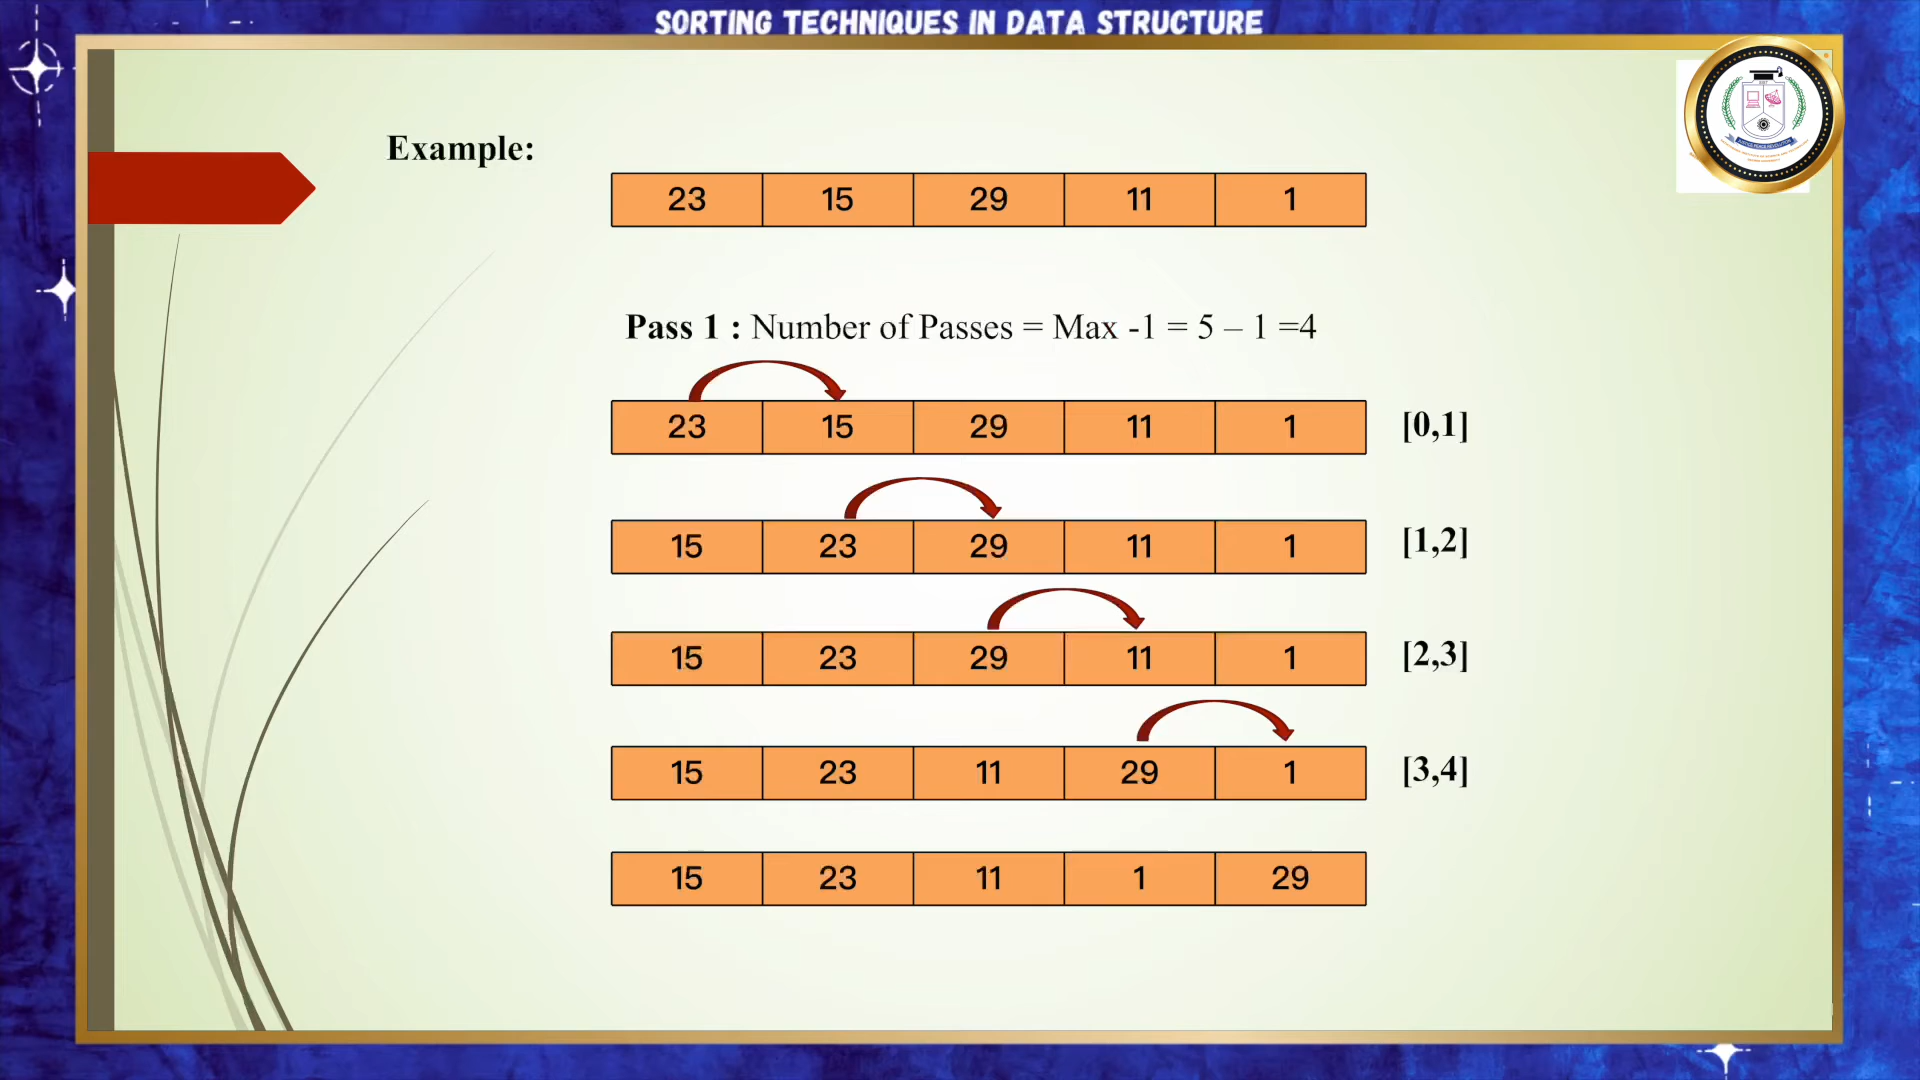 SORTING TECHNIQUES IN DATA STRUCTURE
Example:
23 15 29 11 1
Pass 1 : Number of Passes = Max -1 = 5 – 1 =4
23 15 29 11 1 [0,1]
15 23 29 11 1 [1,2]
15 23 29 11 1 [2,3]
15 23 11 29 1 [3,4]
15 23 11 1 29